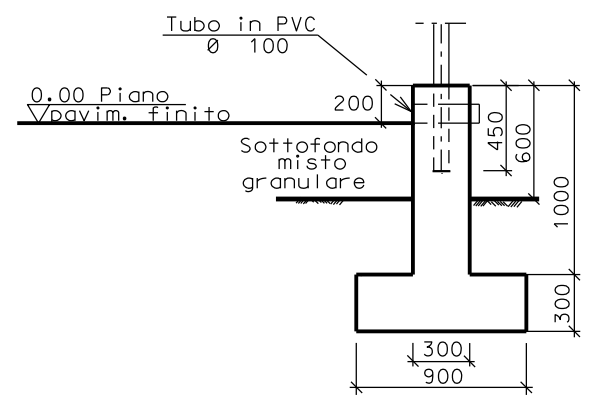 Tubo in PVC
Ø 100
0.00 Piano
pavim. finito
200
450
600
Sottofondo
misto
granulare
1000
300
300
900